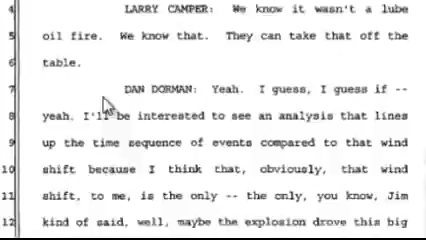 4 LARRY CAMPER: We know it wasn't a lube
5 oil fire. We know that. They can take that off the
6 table.
7 DAN DORMAN: Yeah. I guess, I guess if --
8 yeah. I'll be interested to see an analysis that lines
9 up the time sequence of events compared to that wind
10 shift because I think that, obviously, that wind
11 shift, to me, is the only -- the only, you know, Jim
12 kind of said, well, maybe the explosion drove this big